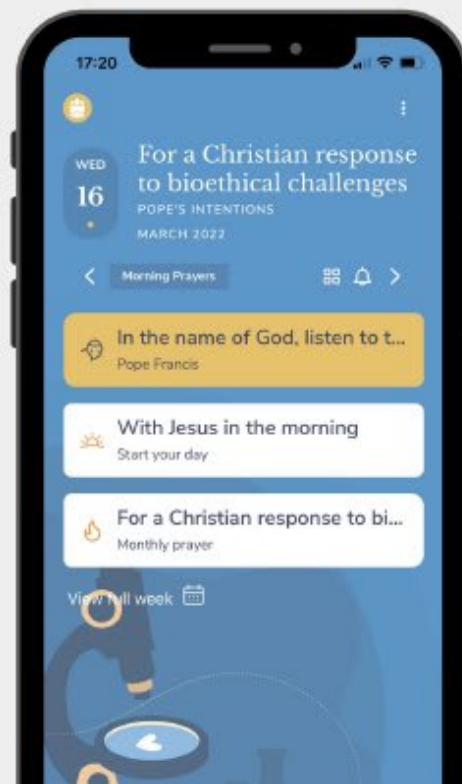 17:20
WED
16
For a Christian response
to bioethical challenges
POPE'S INTENTIONS
MARCH 2022
Morning Prayers
In the name of God, listen to t...
Pope Francis
With Jesus in the morning
Start your day
For a Christian response to bi...
Monthly prayer
View full week